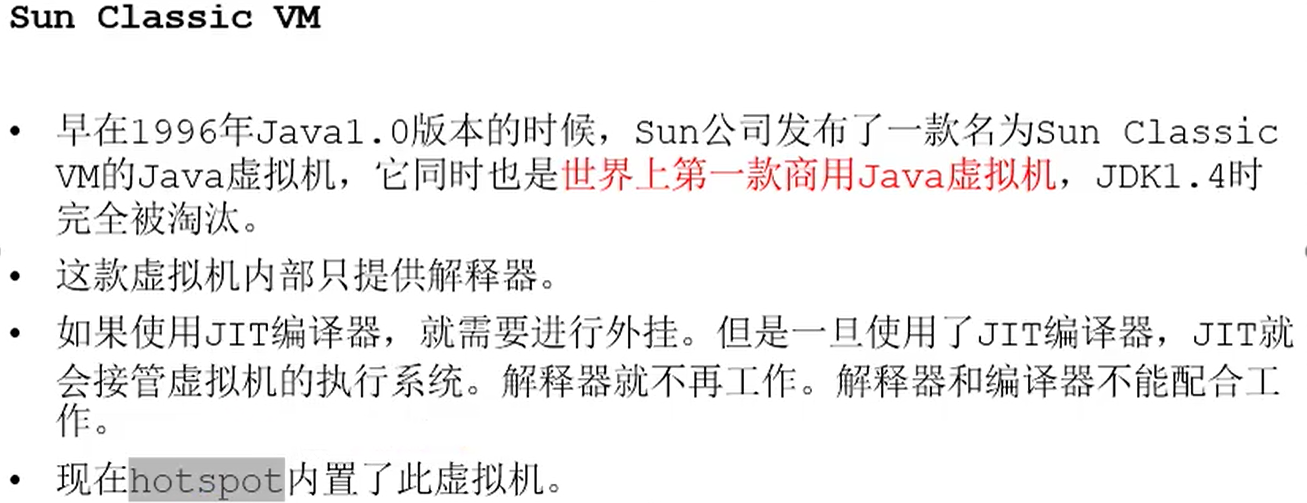 Sun Classic VM
• 早在1996年Java1.0版本的时候，Sun公司发布了一款名为Sun Classic
VM的Java虚拟机，它同时也是世界上第一款商用Java虚拟机，JDK1.4时
完全被淘汰。
• 这款虚拟机内部只提供解释器。
• 如果使用JIT编译器，就需要进行外挂。但是一旦使用了JIT编译器，JIT就
会接管虚拟机的执行系统。解释器就不再工作。解释器和编译器不能配合工
作。
• 现在hotspot内置了此虚拟机。